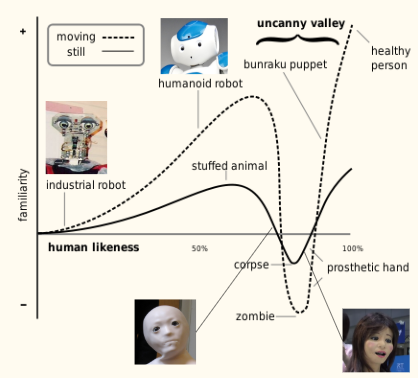 +
moving
still
uncanny valley
healthy
person
bunraku puppet
humanoid robot
stuffed animal
industrial robot
familiarity
human likeness
50%
100%
corpse
prosthetic hand
zombie
–